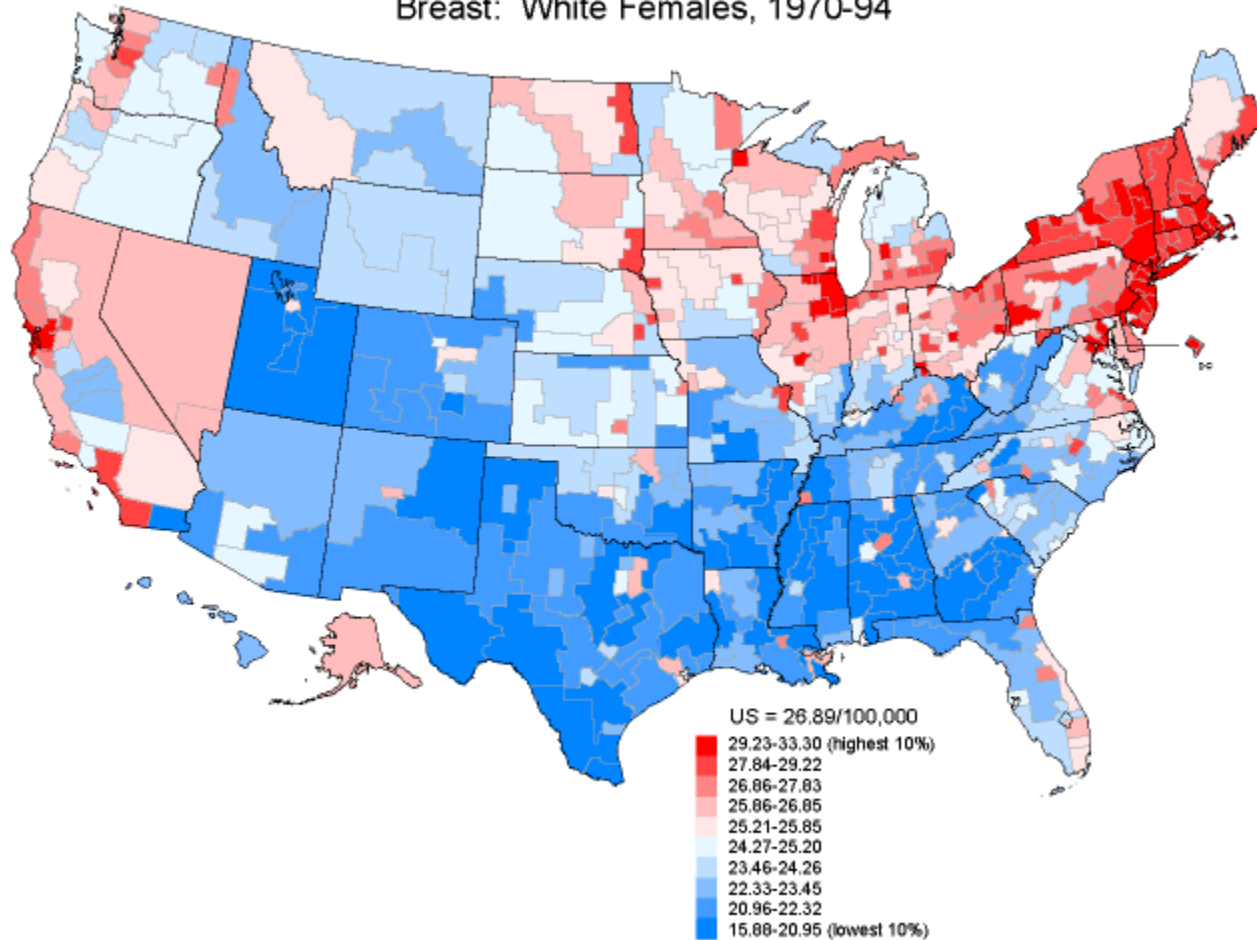 Breast: White Females, 1970-94
DC
US = 26.89/100,000
29.23-33.30 (highest 10%)
27.84-29.22
26.86-27.83
25.86-26.85
25.21-25.85
24.27-25.20
23.46-24.26
22.33-23.45
20.96-22.32
15.88-20.95 (lowest 10%)